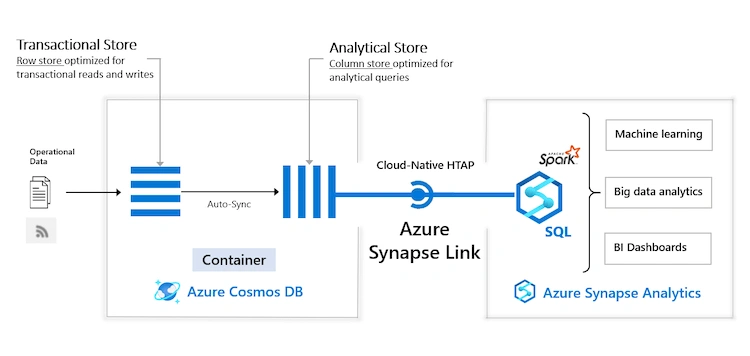 Transactional Store
Row store optimized for
transactional reads and writes
Analytical Store
Column store optimized for
analytical queries
Operational
Data
Auto-Sync
Container
Azure Cosmos DB
Cloud-Native HTAP
Azure
Synapse Link
APACHE
Spark
SQL
Machine learning
Big data analytics
BI Dashboards
Azure Synapse Analytics